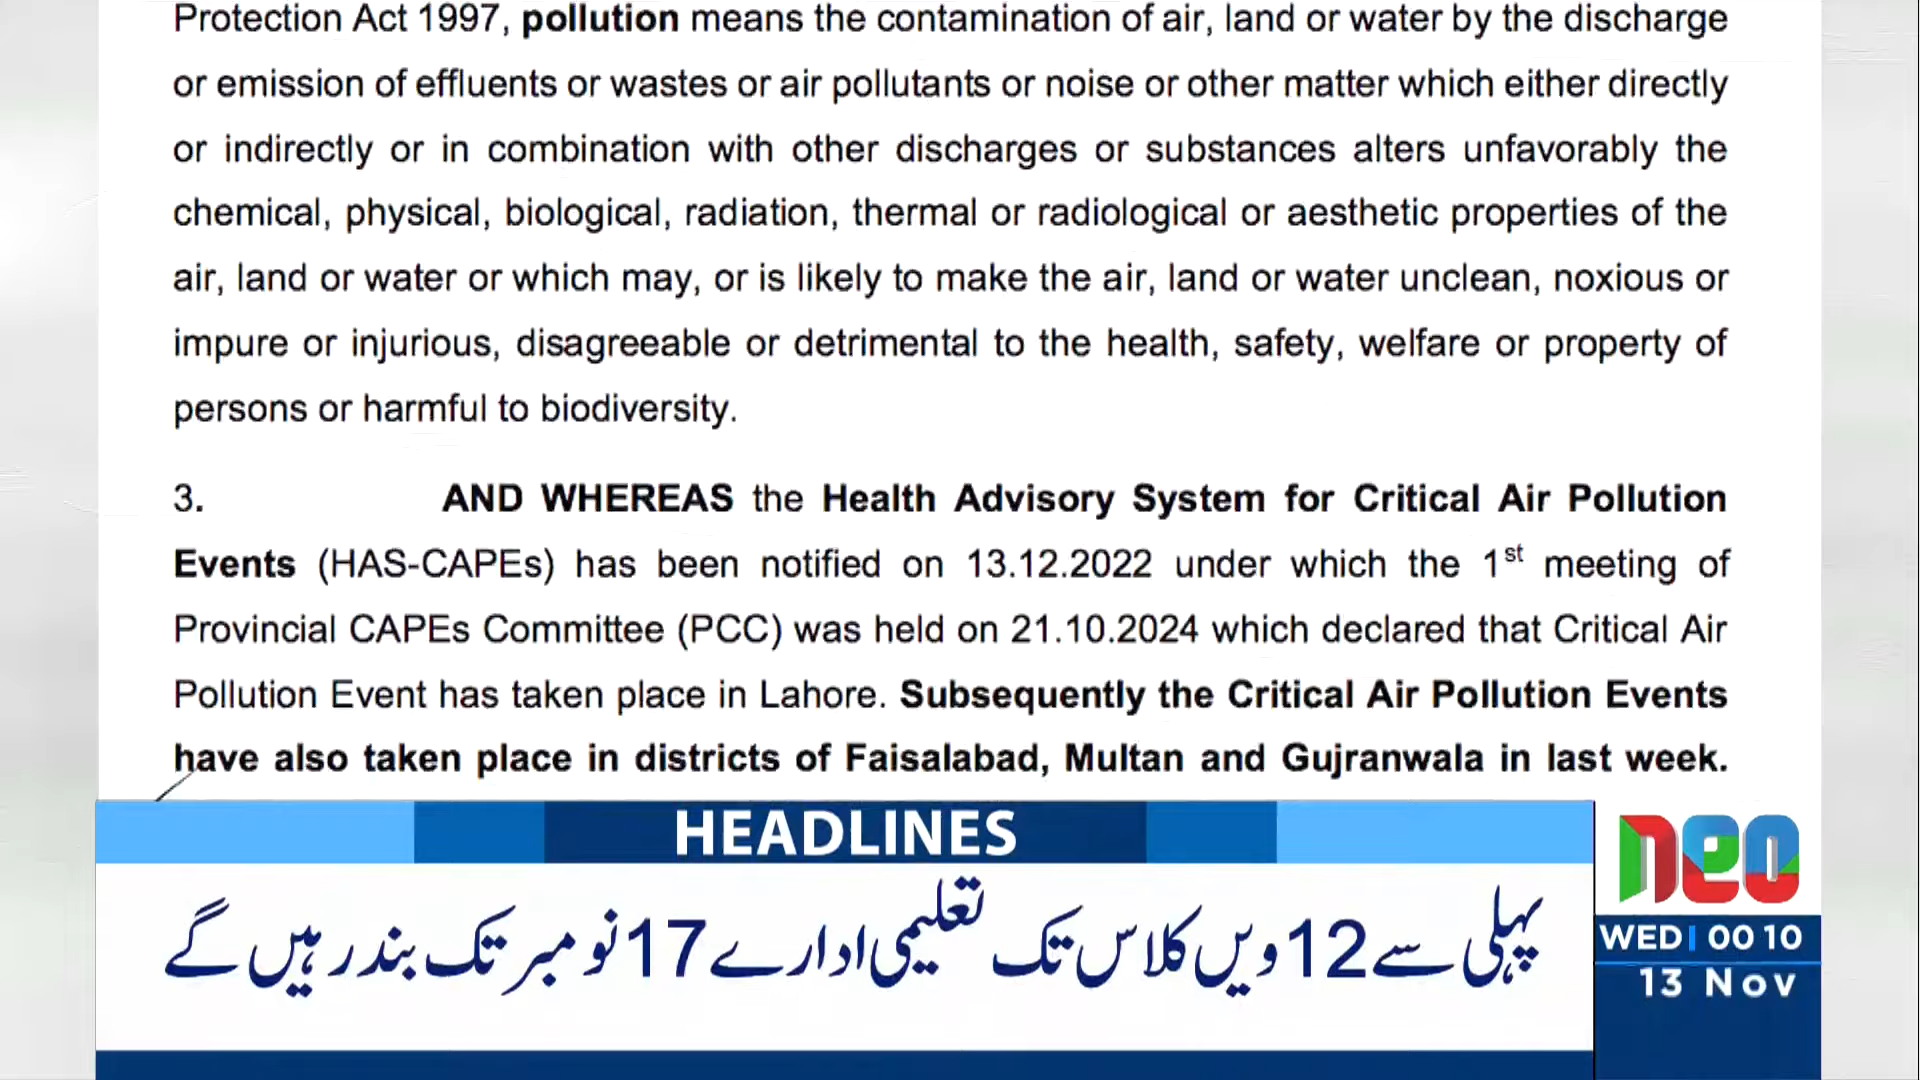 Protection Act 1997, pollution means the contamination of air, land or water by the discharge
or emission of effluents or wastes or air pollutants or noise or other matter which either directly
or indirectly or in combination with other discharges or substances alters unfavorably the
chemical, physical, biological, radiation, thermal or radiological or aesthetic properties of the
air, land or water or which may, or is likely to make the air, land or water unclean, noxious or
impure or injurious, disagreeable or detrimental to the health, safety, welfare or property of
persons or harmful to biodiversity.
3. AND WHEREAS the Health Advisory System for Critical Air Pollution
Events (HAS-CAPEs) has been notified on 13.12.2022 under which the 1st meeting of
Provincial CAPEs Committee (PCC) was held on 21.10.2024 which declared that Critical Air
Pollution Event has taken place in Lahore. Subsequently the Critical Air Pollution Events
have also taken place in districts of Faisalabad, Multan and Gujranwala in last week.
HEADLINES
پہلی سے 12 ویں کلاس تک تعلیمی ادارے 17 نومبر تک بند رہیں گے
neo
WED 00 10
13 Nov